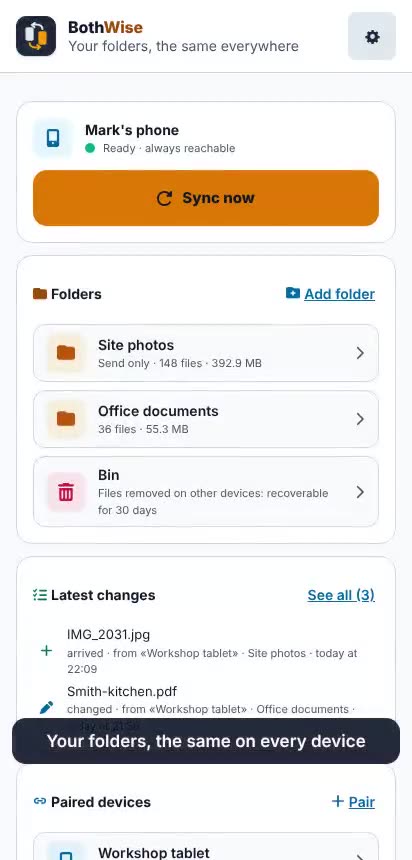 BothWise
Your folders, the same everywhere
Mark's phone
Ready · always reachable
Sync now
Folders
Add folder
Site photos
Send only · 148 files · 392.9 MB
Office documents
36 files · 55.3 MB
Bin
Files removed on other devices: recoverable
for 30 days
Latest changes
See all (3)
IMG_2031.jpg
arrived · from «Workshop tablet» · Site photos · today at
22:09
Smith-kitchen.pdf
changed · from «Workshop tablet» · Office documents ·
Your folders, the same on every device
Paired devices
Pair
Workshop tablet